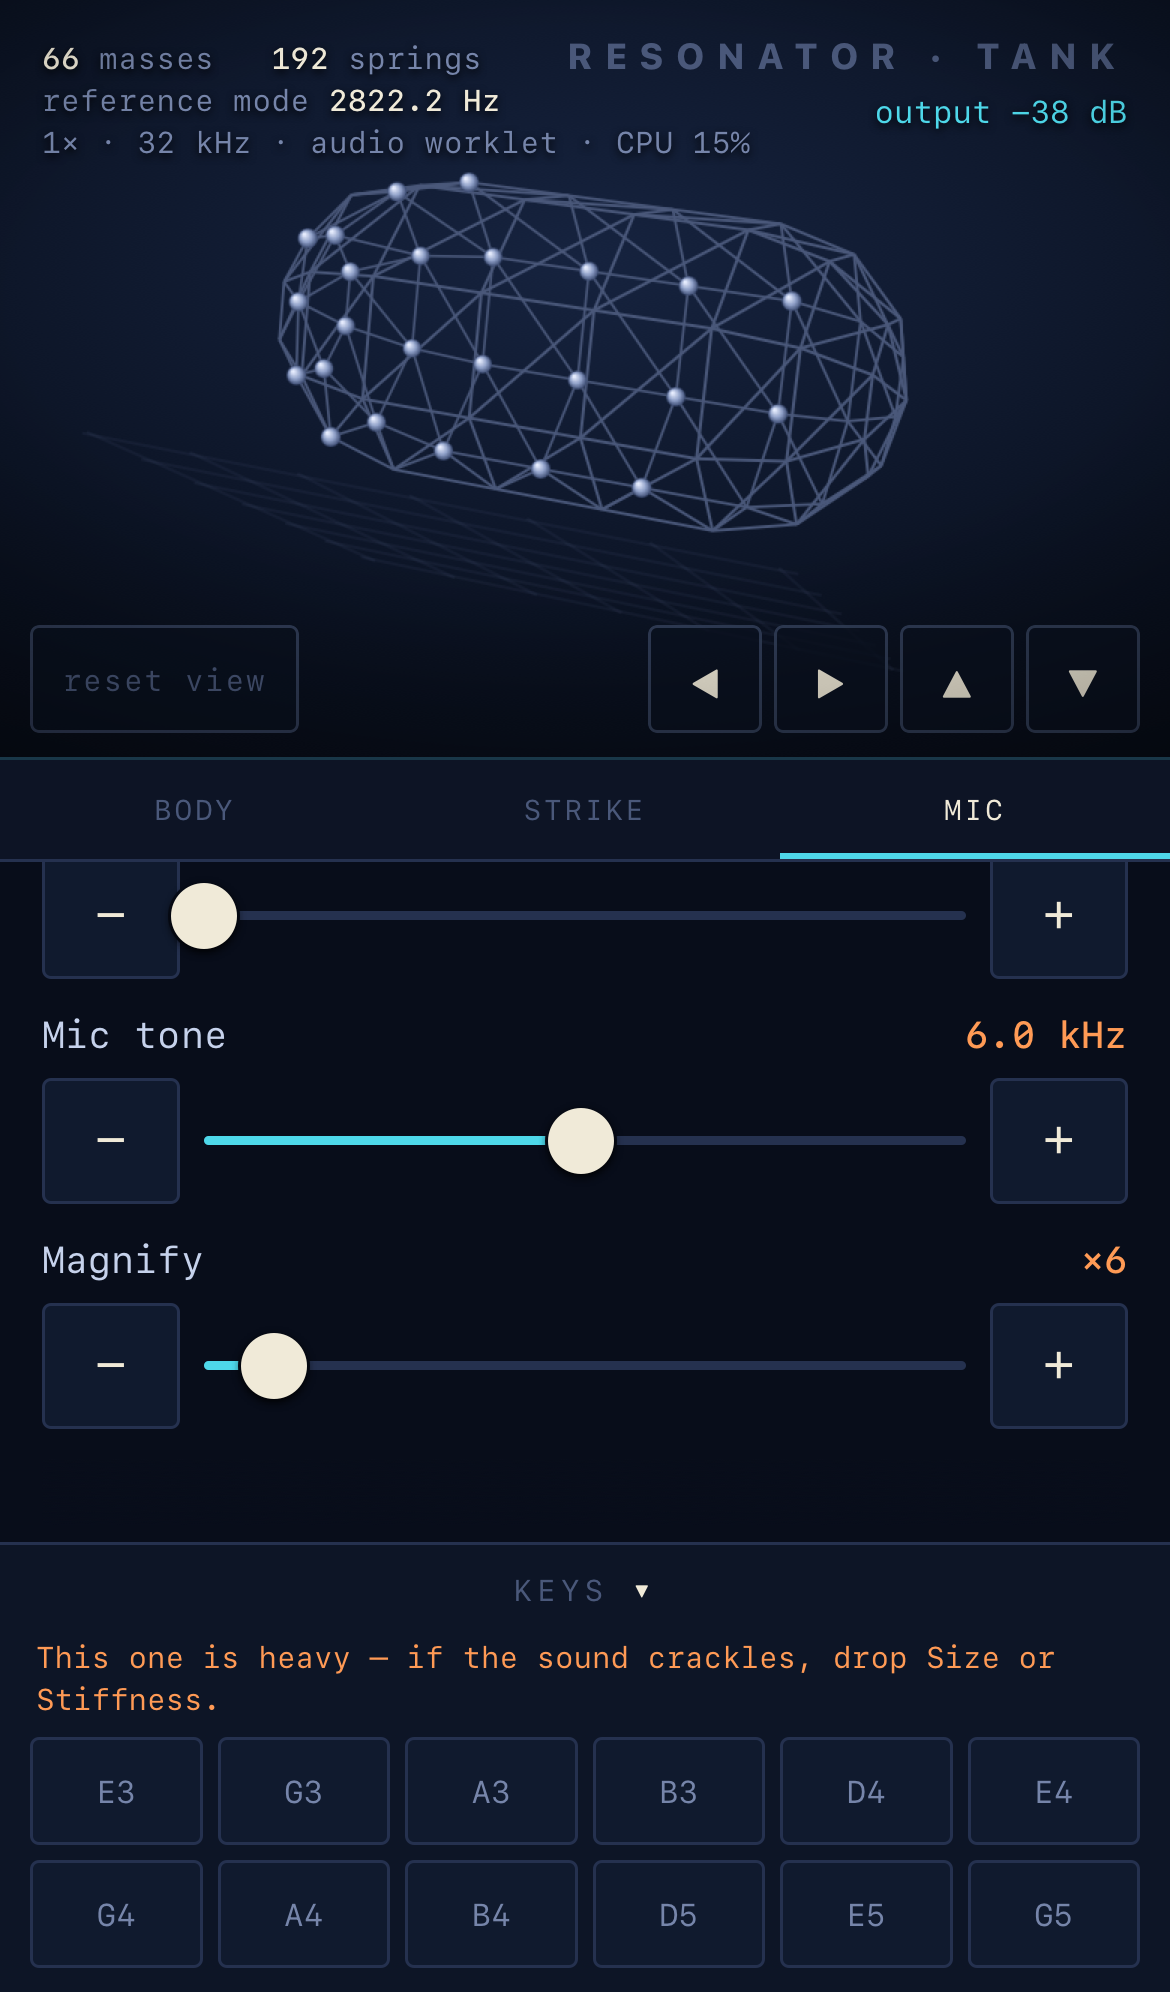 66 masses 192 springs
RESONATOR · TANK
reference mode 2822.2 Hz
output −38 dB
1× · 32 kHz · audio worklet · CPU 15%
reset view
◀ ▶ ▲ ▼
BODY STRIKE MIC
− +
Mic tone 6.0 kHz
− +
Magnify ×6
− +
KEYS ▼
This one is heavy — if the sound crackles, drop Size or
Stiffness.
E3 G3 A3 B3 D4 E4
G4 A4 B4 D5 E5 G5